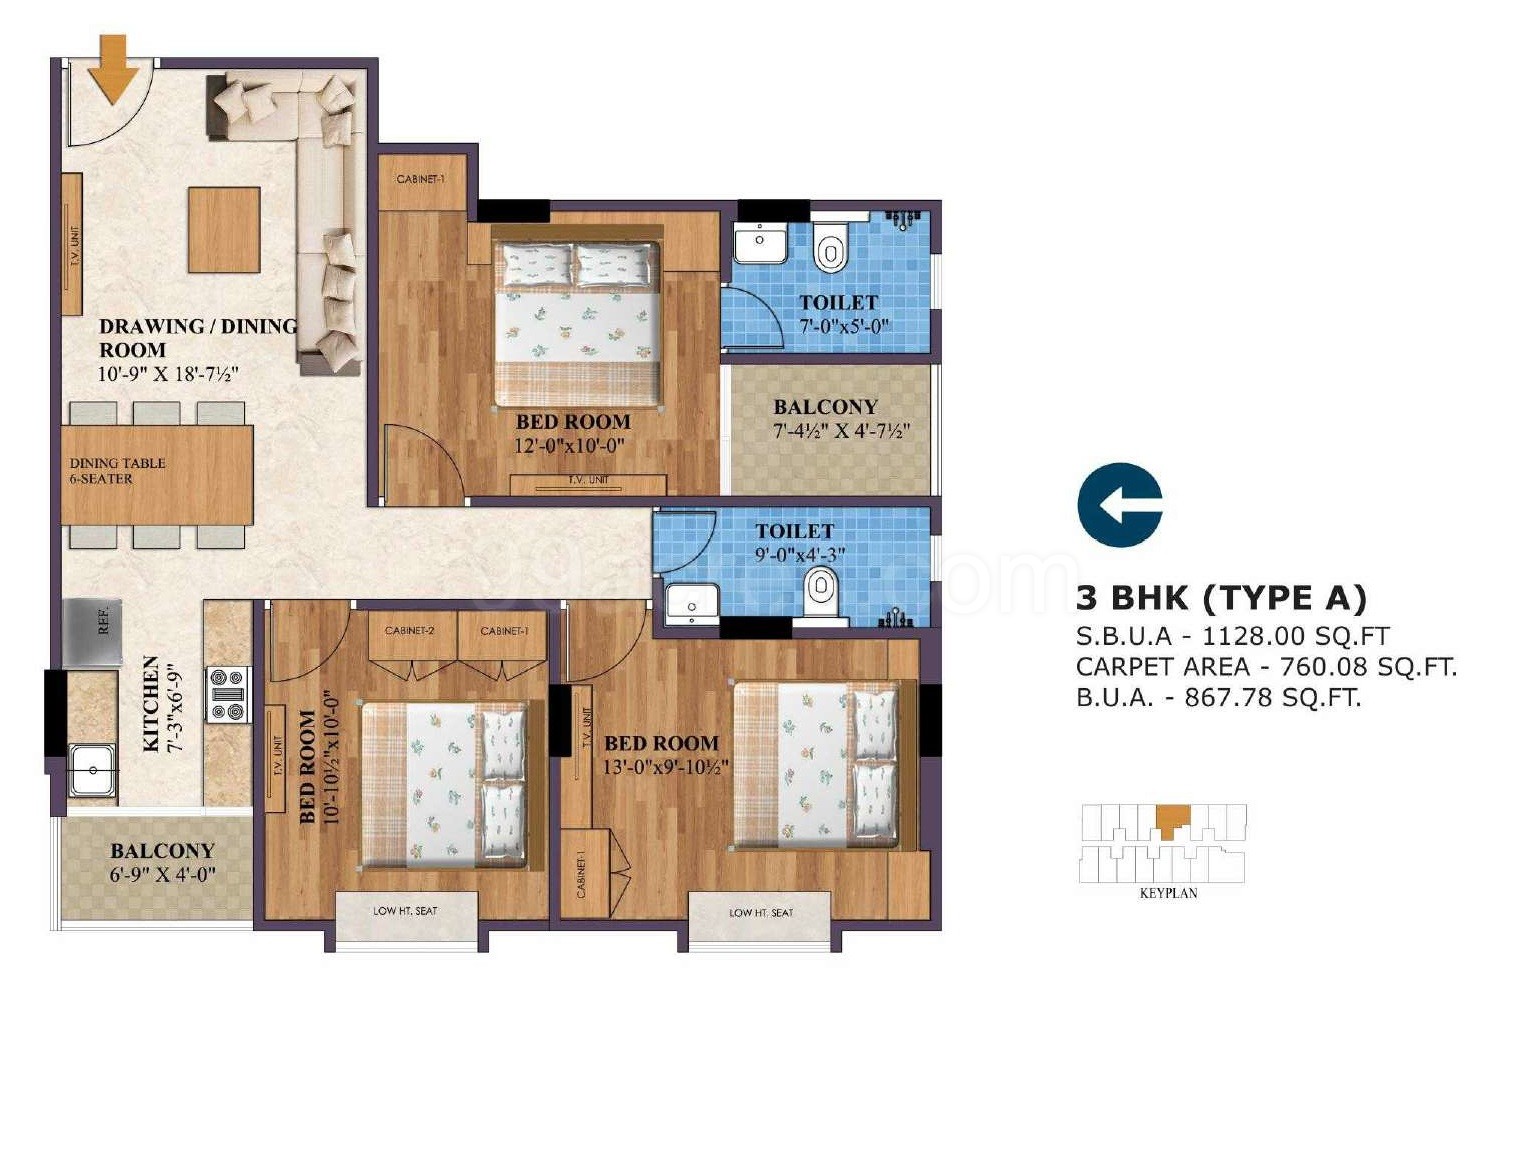 CABINET-1
T.V. UNIT
DRAWING / DINING
ROOM
10'-9" X 18'-7½"
TOILET
7'-0"x5'-0"
BED ROOM
12'-0"x10'-0"
T.V. UNIT
BALCONY
7'-4½" X 4'-7½"
DINING TABLE
6-SEATER
TOILET
9'-0"x4'-3"
REF.
KITCHEN
7'-3"x6'-9"
CABINET-2
CABINET-1
T.V. UNIT
BED ROOM
10'-10½"x10'-0"
T.V. UNIT
BED ROOM
13'-0"x9'-10½"
CABINET-1
BALCONY
6'-9" X 4'-0"
LOW HT. SEAT
LOW HT. SEAT
3 BHK (TYPE A)
S.B.U.A - 1128.00 SQ.FT
CARPET AREA - 760.08 SQ.FT.
B.U.A. - 867.78 SQ.FT.
KEYPLAN